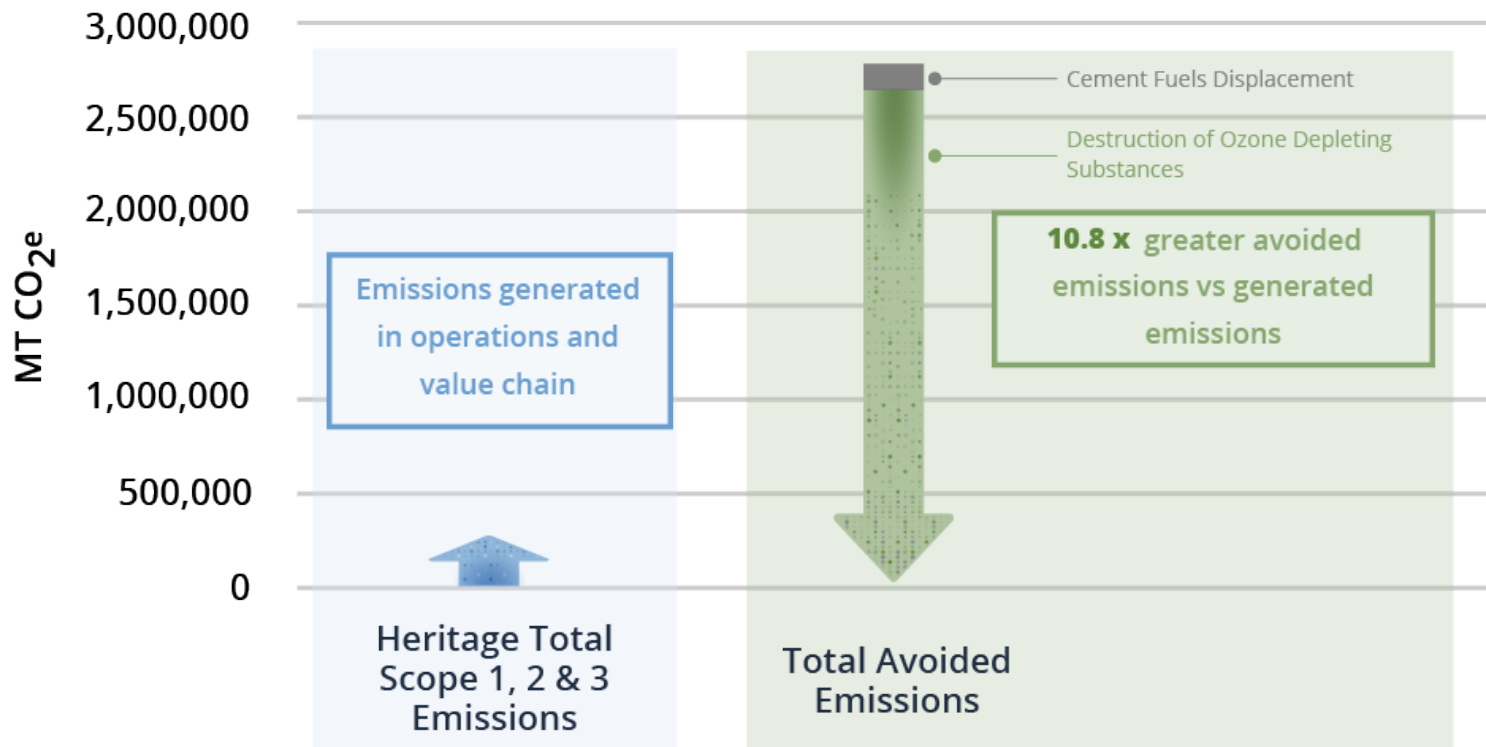 MT CO2e
3,000,000
2,500,000
2,000,000
1,500,000
1,000,000
500,000
0
Emissions generated
in operations and
value chain
Heritage Total
Scope 1, 2 & 3
Emissions
Cement Fuels Displacement
Destruction of Ozone Depleting
Substances
10.8 x greater avoided
emissions vs generated
emissions
Total Avoided
Emissions